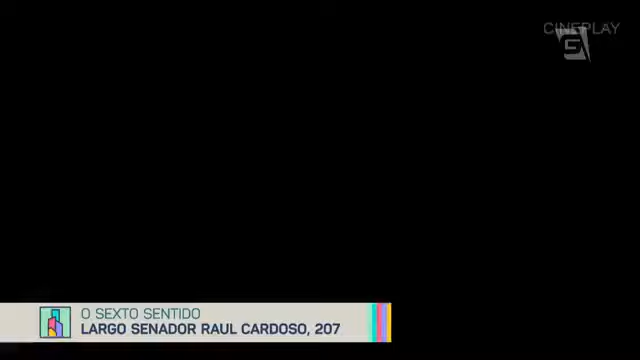 CINEPLAY
O SEXTO SENTIDO
LARGO SENADOR RAUL CARDOSO, 207